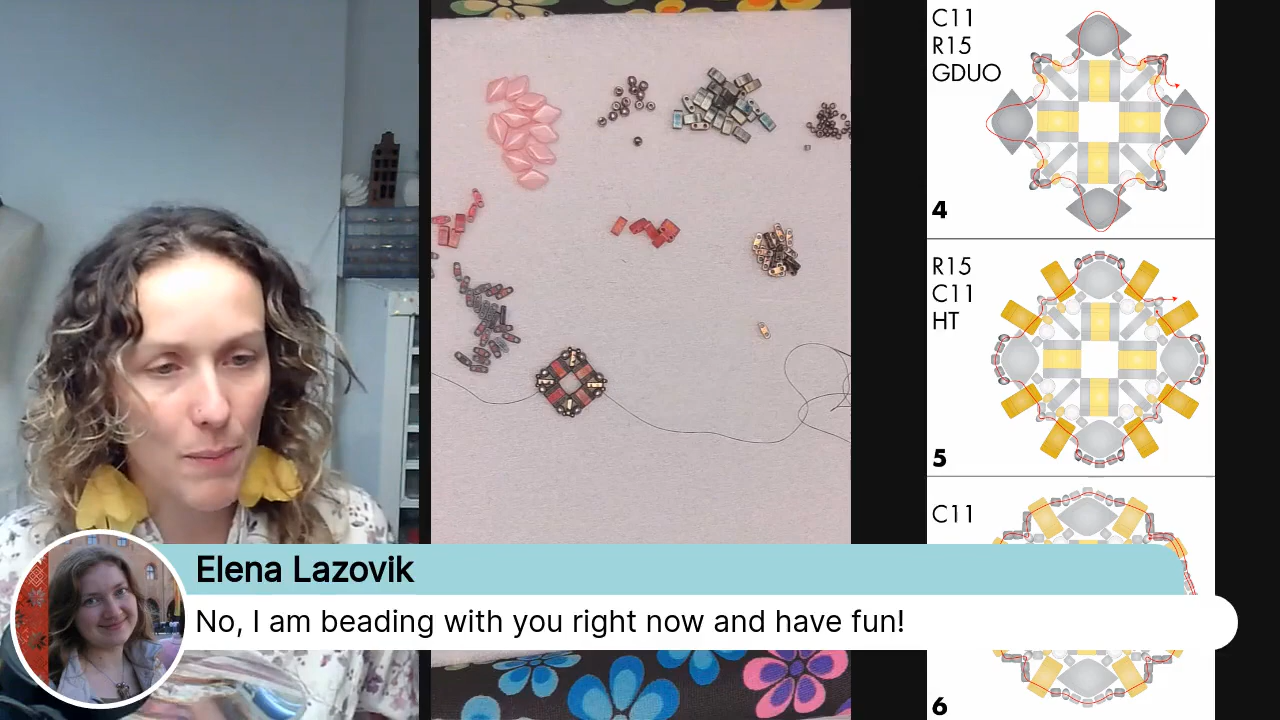 C11
R15
GDUO
4
R15
C11
HT
5
C11
6
Elena Lazovik
No, I am beading with you right now and have fun!